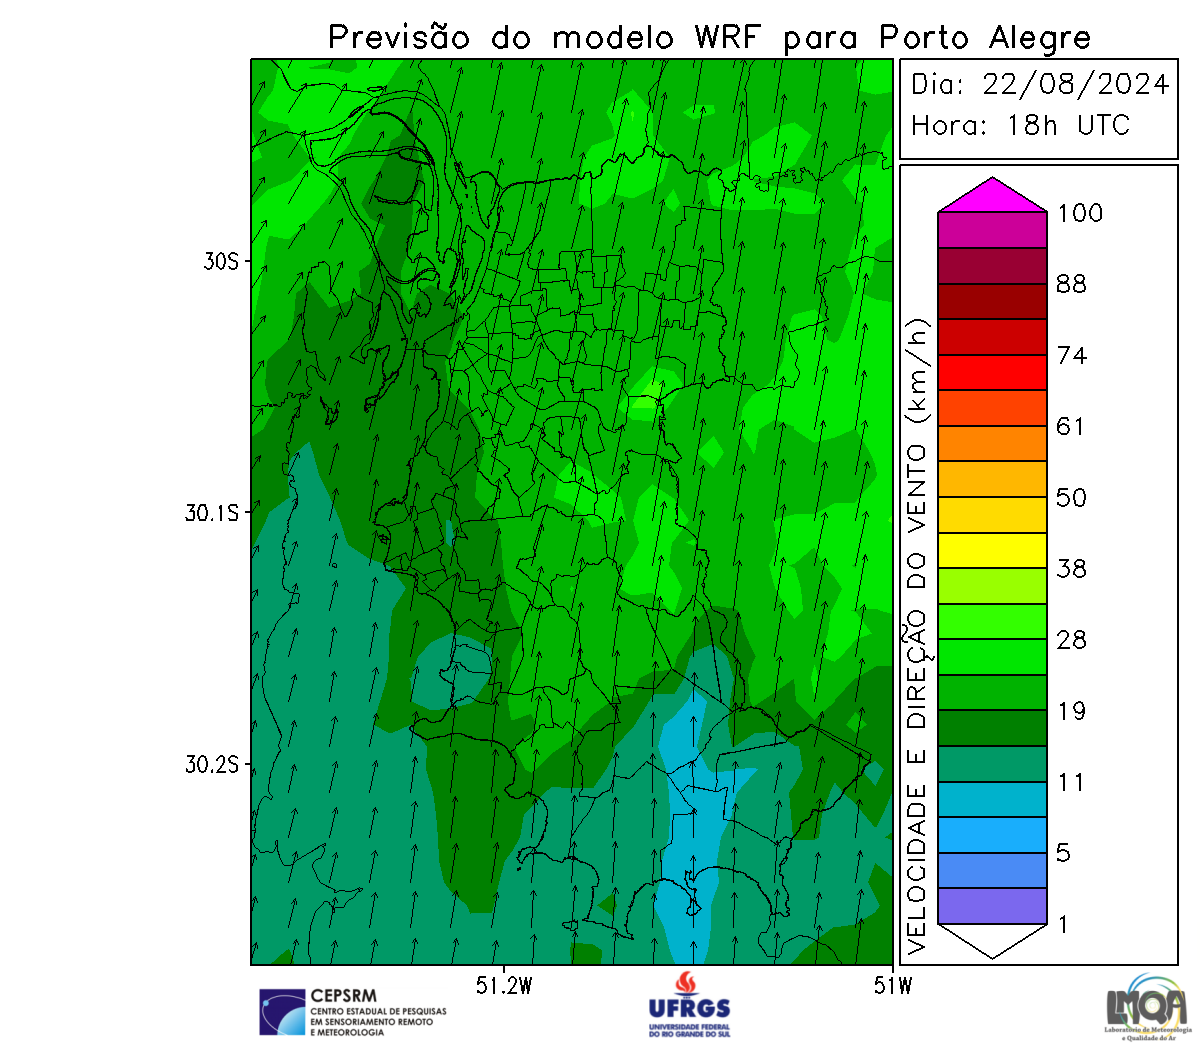 Previsão do modelo WRF para Porto Alegre
Dia: 22/08/2024
Hora: 18h UTC
30S
30.1S
30.2S
51.2W
51W
VELOCIDADE E DIREÇÃO DO VENTO (km/h)
100
88
74
61
50
38
28
19
11
5
1
CEPSRM
CENTRO ESTADUAL DE PESQUISAS
EM SENSORIAMENTO REMOTO
E METEOROLOGIA
UFRGS
UNIVERSIDADE FEDERAL
DO RIO GRANDE DO SUL
LMQA
Laboratório de Meteorologia
e Qualidade do Ar